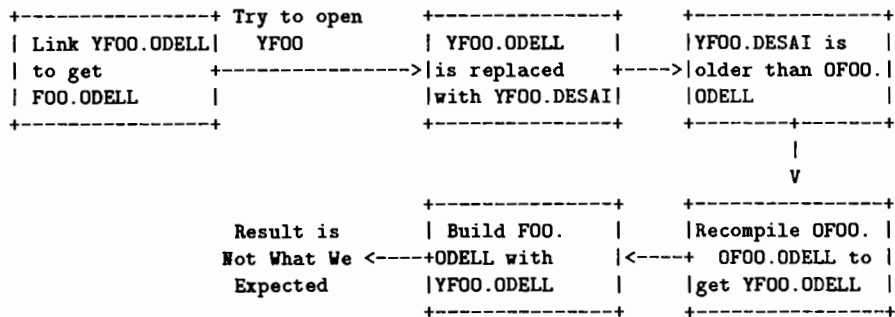 Try to open
Link YFOO.ODELL YFOO YFOO.ODELL YFOO.DESAI is
to get is replaced older than OFOO.
FOO.ODELL with YFOO.DESAI ODELL
V
Result is Build FOO. Recompile OFOO.
Not What We ODELL with OFOO.ODELL to
Expected YFOO.ODELL get YFOO.ODELL